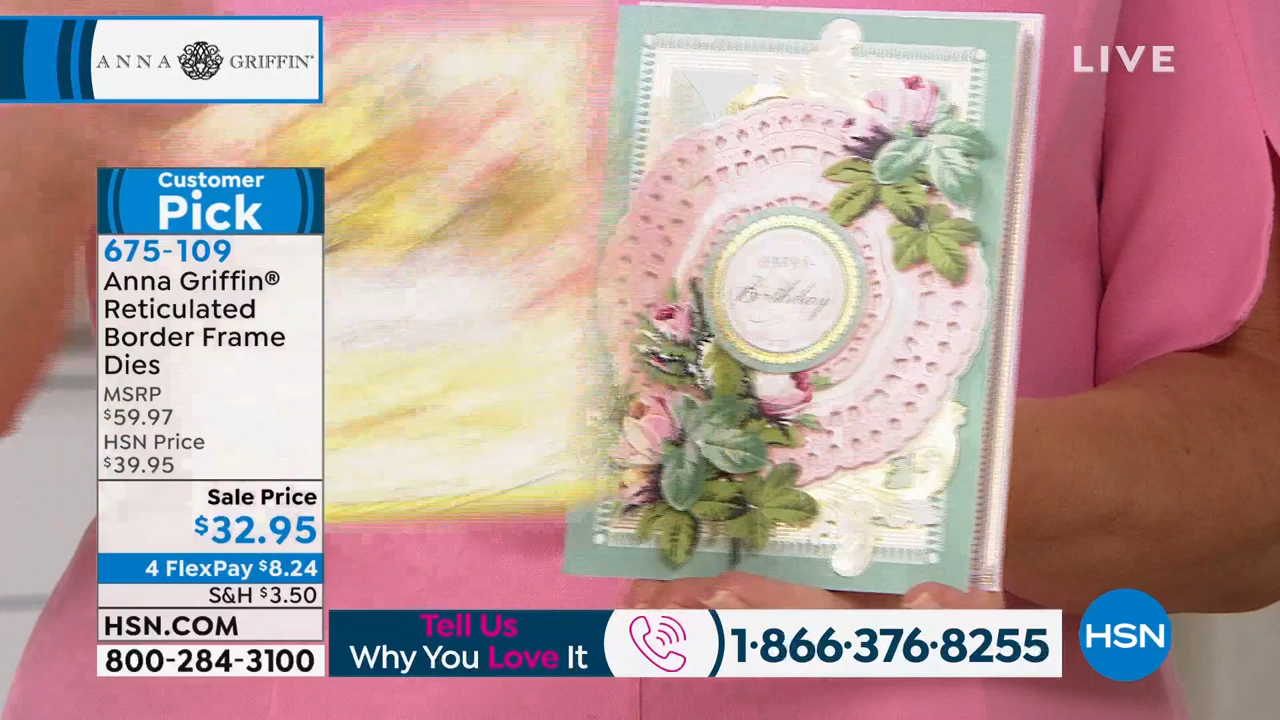 ANNA GRIFFIN®
LIVE
Customer
Pick
675-109
Anna Griffin®
Reticulated
Border Frame
Dies
MSRP
$59.97
HSN Price
$39.95
Sale Price
$32.95
4 FlexPay $8.24
S&H $3.50
HSN.COM
800-284-3100
Birthday
Tell Us
Why You Love It
1•866•376•8255
HSN